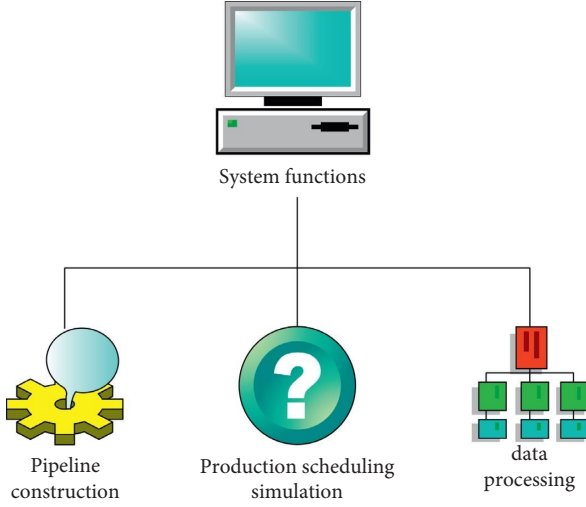 System functions
Pipeline
construction
Production scheduling
simulation
data
processing